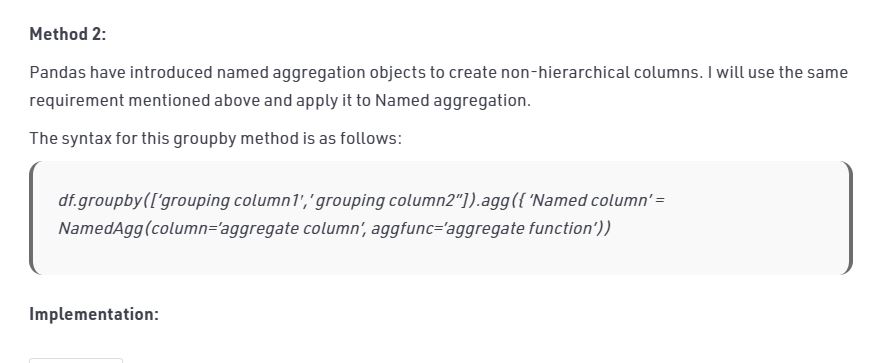 Method 2:
Pandas have introduced named aggregation objects to create non-hierarchical columns. I will use the same
requirement mentioned above and apply it to Named aggregation.
The syntax for this groupby method is as follows:
df.groupby([‘grouping column1′,’ grouping column2”]).agg({ ‘Named column’ =
NamedAgg(column=’aggregate column’, aggfunc=’aggregate function’))
Implementation: